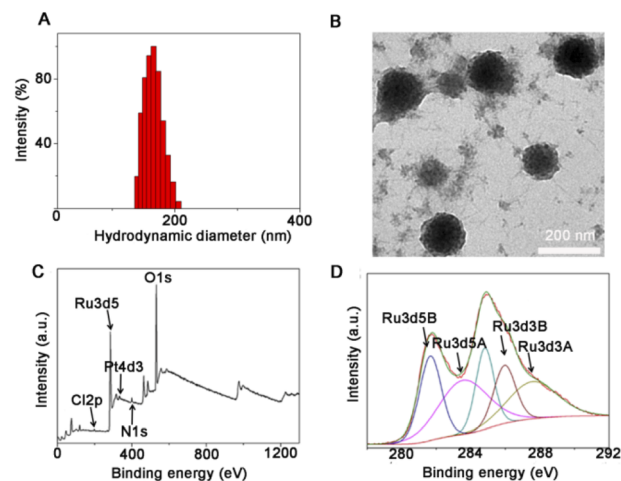 A
Intensity (%)
80
40
0
200
400
Hydrodynamic diameter (nm)
B
200 nm
C
Intensity (a.u.)
O1s
Ru3d5
Pt4d3
Cl2p
N1s
0
400
800
1200
Binding energy (eV)
D
Intensity (a.u.)
Ru3d5B
Ru3d5A
Ru3d3B
Ru3d3A
280
284
288
292
Binding energy (eV)